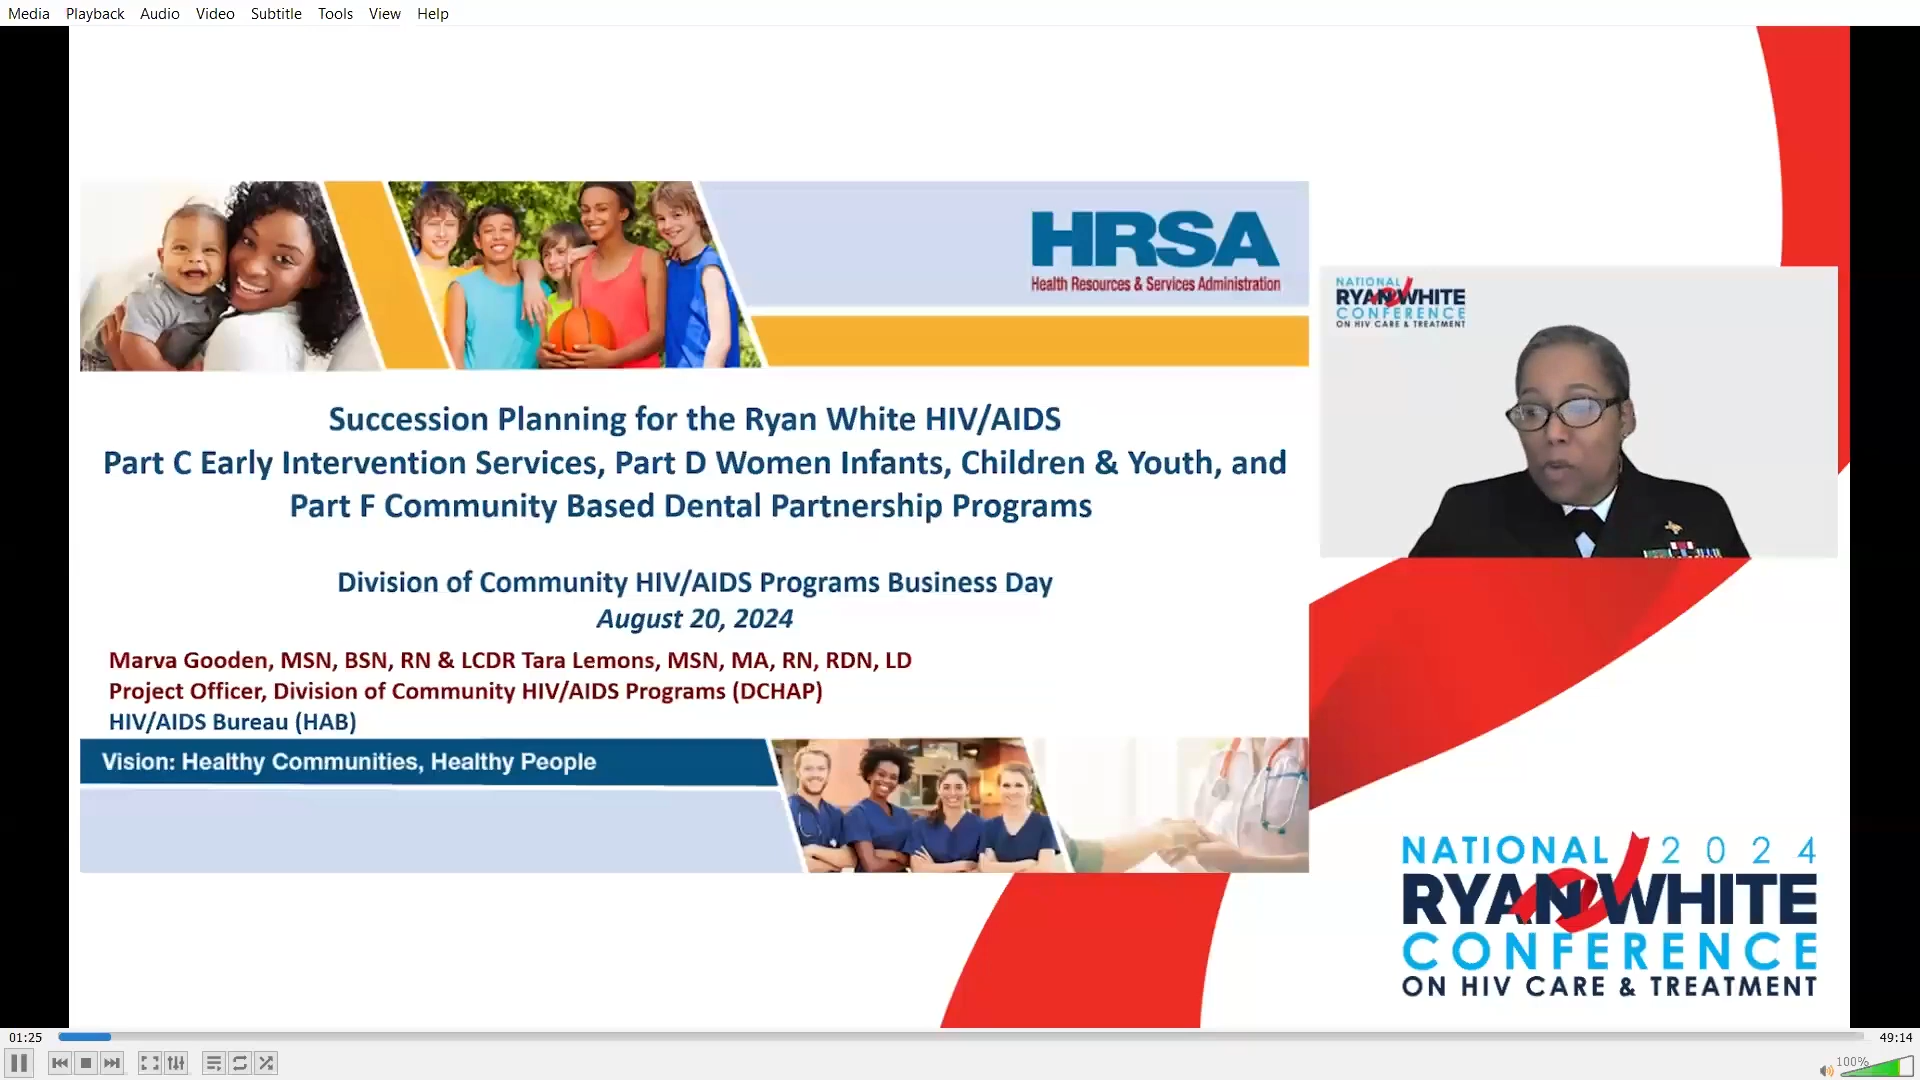 Media Playback Audio Video Subtitle Tools View Help
HRSA
Health Resources & Services Administration
NATIONAL
RYAN WHITE
CONFERENCE
ON HIV CARE & TREATMENT
Succession Planning for the Ryan White HIV/AIDS
Part C Early Intervention Services, Part D Women Infants, Children & Youth, and
Part F Community Based Dental Partnership Programs
Division of Community HIV/AIDS Programs Business Day
August 20, 2024
Marva Gooden, MSN, BSN, RN & LCDR Tara Lemons, MSN, MA, RN, RDN, LD
Project Officer, Division of Community HIV/AIDS Programs (DCHAP)
HIV/AIDS Bureau (HAB)
Vision: Healthy Communities, Healthy People
NATIONAL 2024
RYAN WHITE
CONFERENCE
ON HIV CARE & TREATMENT
01:25
49:14
100%